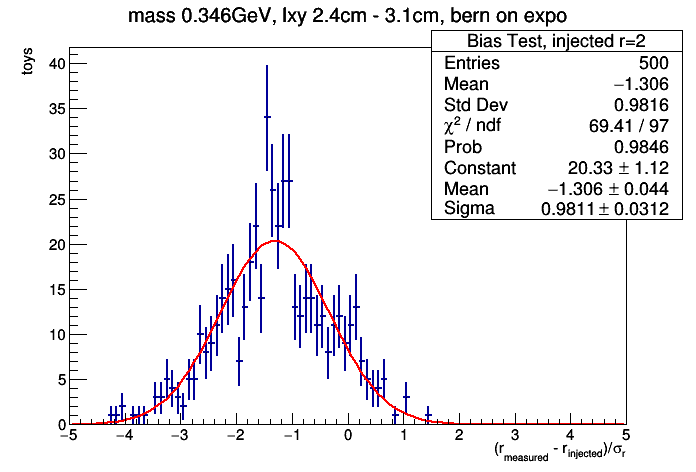 mass 0.346GeV, lxy 2.4cm - 3.1cm, bern on expo
toys
Bias Test, injected r=2
Entries 500
Mean −1.306
Std Dev 0.9816
χ² / ndf 69.41 / 97
Prob 0.9846
Constant 20.33 ± 1.12
Mean −1.306 ± 0.044
Sigma 0.9811 ± 0.0312
40
35
30
25
20
15
10
5
0
−5 −4 −3 −2 −1 0 1 2 3 4 5
(r_measured - r_injected)/σ_r